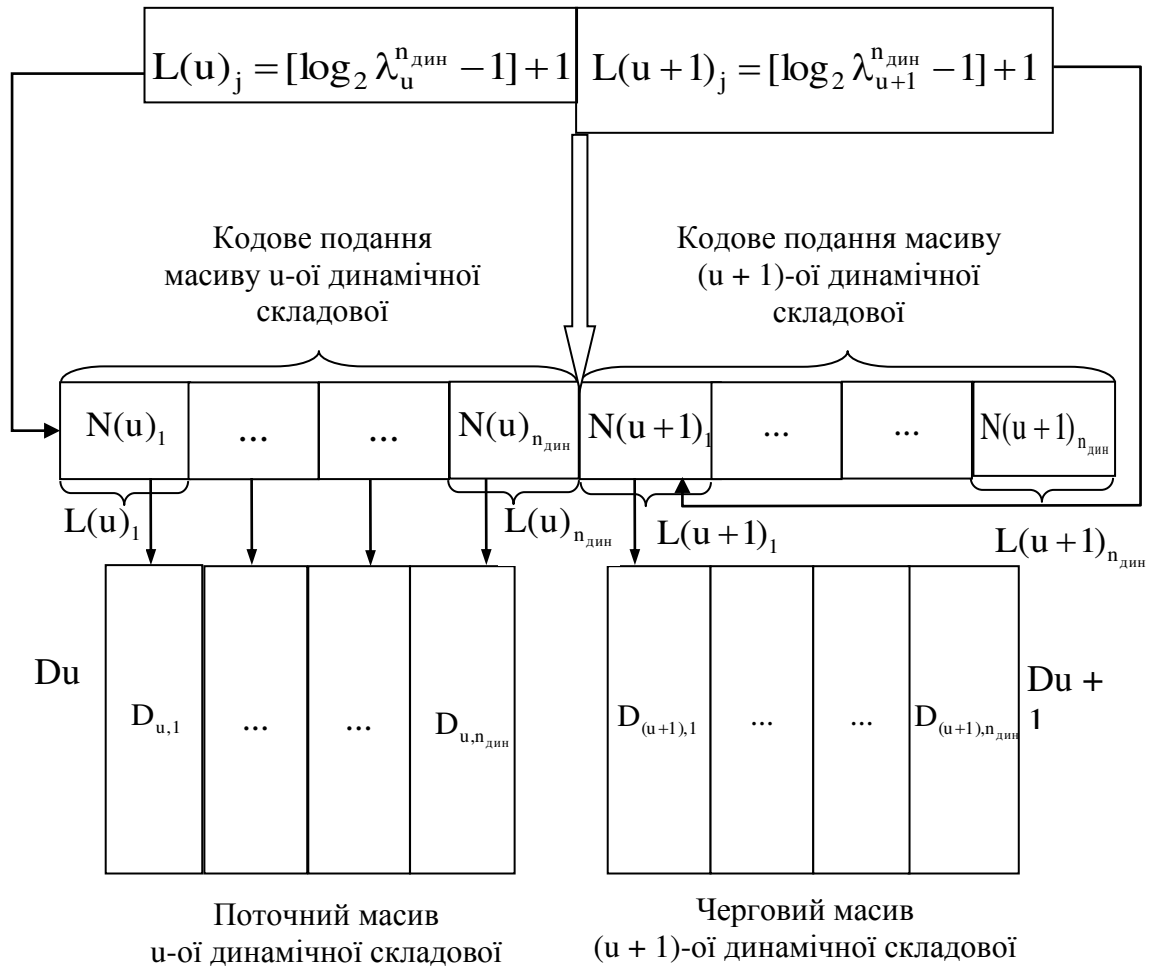 L(u)_j = [log_2 λ_u^{n_дин} − 1] + 1
L(u + 1)_j = [log_2 λ_{u+1}^{n_дин} − 1] + 1
Кодове подання
масиву u-ої динамічної
складової
Кодове подання масиву
(u + 1)-ої динамічної
складової
N(u)_1
...
...
N(u)_{n_дин}
N(u + 1)_1
...
...
N(u + 1)_{n_дин}
L(u)_1
L(u)_{n_дин}
L(u + 1)_1
L(u + 1)_{n_дин}
Du
D_{u,1}
...
...
D_{u,n_дин}
D_{(u+1),1}
...
...
D_{(u+1),n_дин}
Du +
1
Поточний масив
u-ої динамічної складової
Черговий масив
(u + 1)-ої динамічної складової